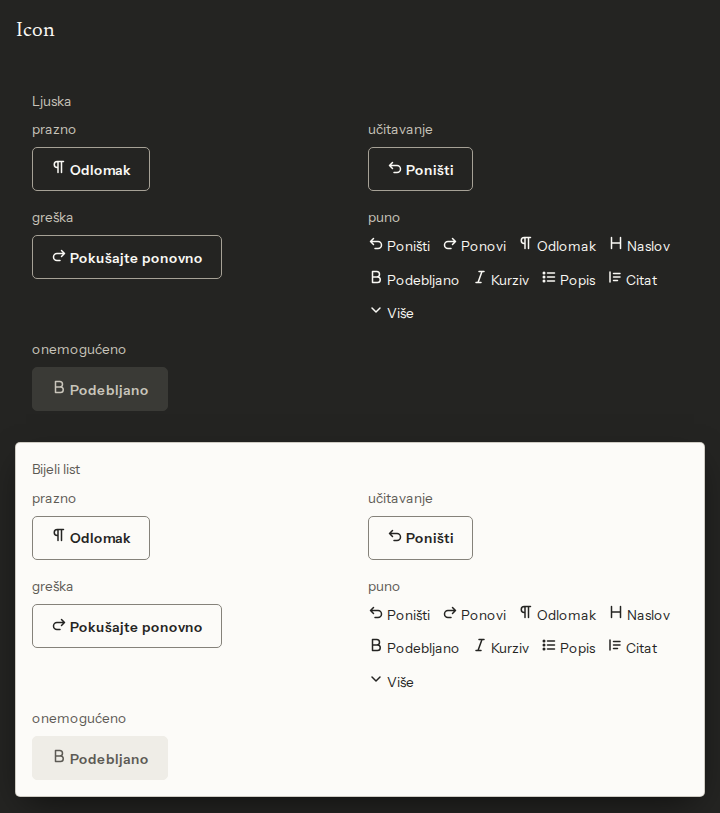 Icon
Ljuska
prazno
Odlomak
učitavanje
Poništi
greška
Pokušajte ponovno
puno
Poništi Ponovi Odlomak Naslov
Podebljano Kurziv Popis Citat
Više
onemogućeno
Podebljano
Bijeli list
prazno
Odlomak
učitavanje
Poništi
greška
Pokušajte ponovno
puno
Poništi Ponovi Odlomak Naslov
Podebljano Kurziv Popis Citat
Više
onemogućeno
Podebljano